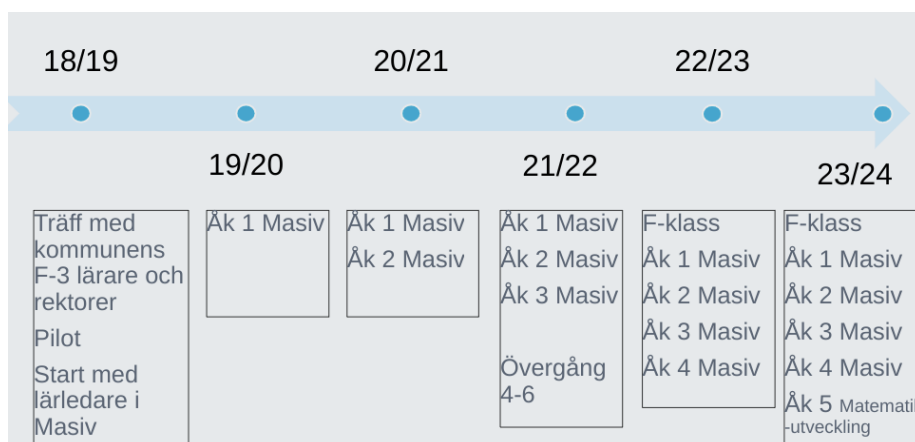 18/19
20/21
22/23
19/20
21/22
23/24
Träff med
kommunens
F-3 lärare och
rektorer
Pilot
Start med
lärledare i
Masiv
Åk 1 Masiv
Åk 1 Masiv
Åk 2 Masiv
Åk 1 Masiv
Åk 2 Masiv
Åk 3 Masiv
Övergång
4-6
F-klass
Åk 1 Masiv
Åk 2 Masiv
Åk 3 Masiv
Åk 4 Masiv
F-klass
Åk 1 Masiv
Åk 2 Masiv
Åk 3 Masiv
Åk 4 Masiv
Åk 5 Matemati
-utveckling